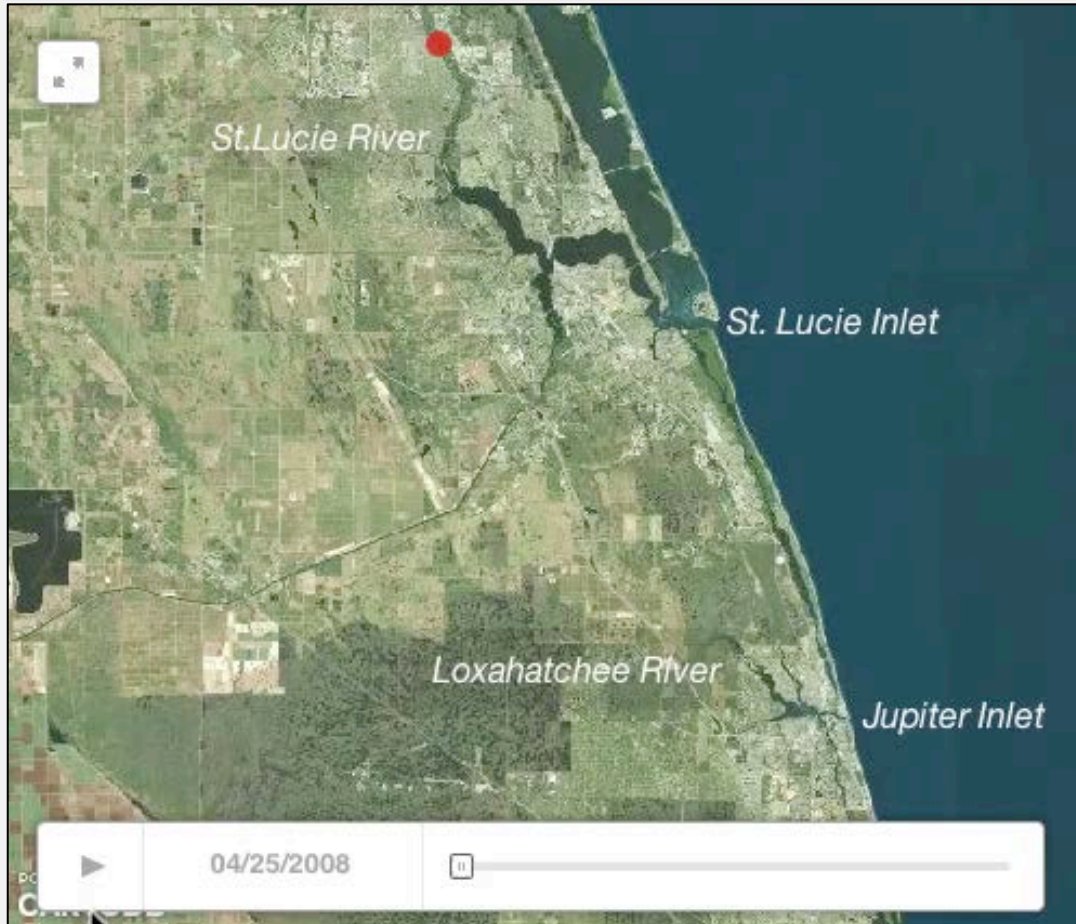 St.Lucie River
St. Lucie Inlet
Loxahatchee River
Jupiter Inlet
04/25/2008